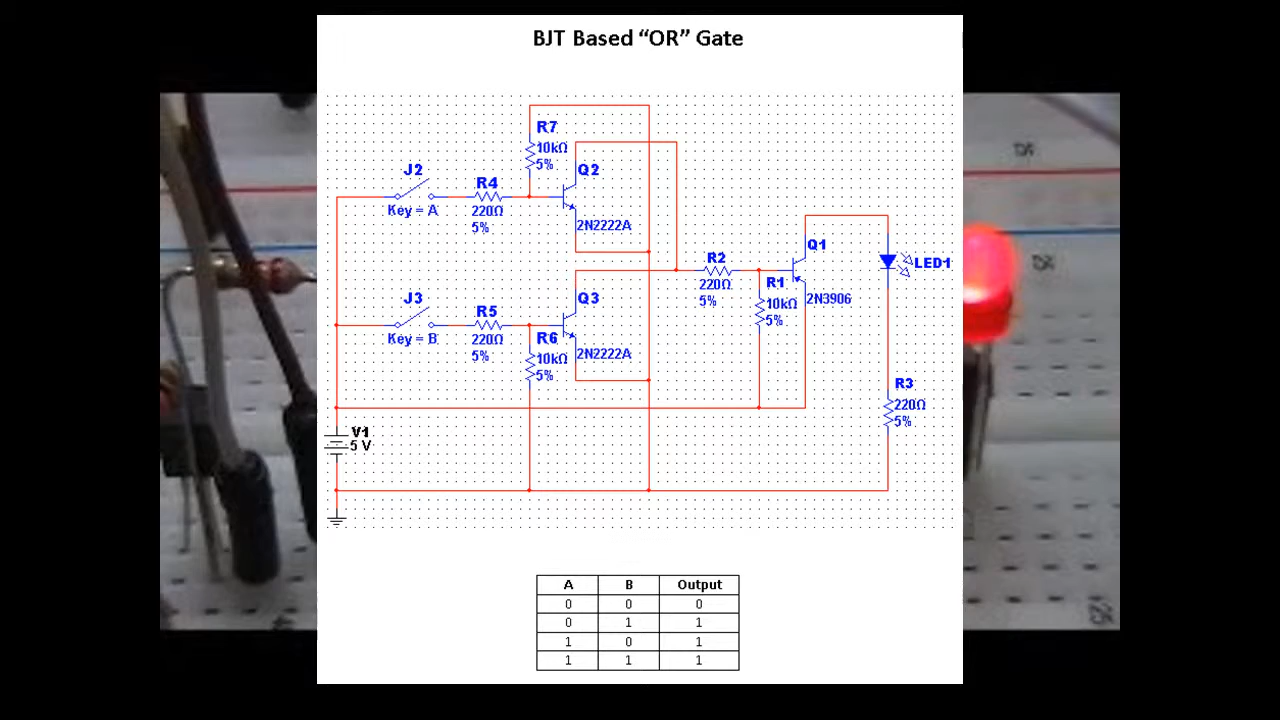 BJT Based “OR” Gate
R7
10kΩ
5%
Q2
2N2222A
J2
Key = A
R4
220Ω
5%
J3
Key = B
R5
220Ω
5%
R6
10kΩ
5%
Q3
2N2222A
R2
220Ω
5%
R1
10kΩ
5%
Q1
2N3906
LED1
R3
220Ω
5%
V1
5 V
A B Output
0 0 0
0 1 1
1 0 1
1 1 1